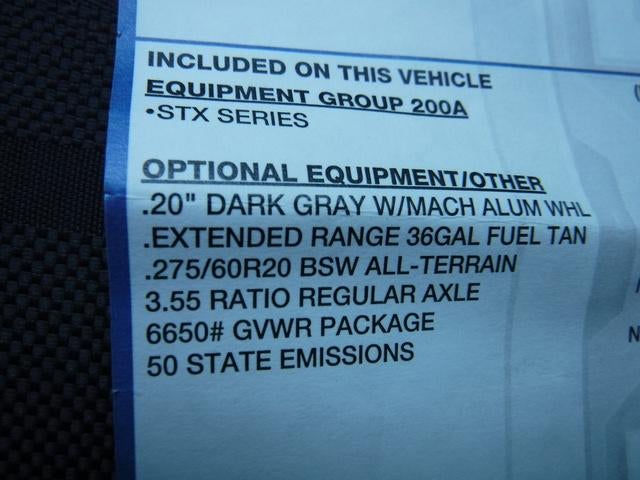 INCLUDED ON THIS VEHICLE
EQUIPMENT GROUP 200A
•STX SERIES
OPTIONAL EQUIPMENT/OTHER
.20" DARK GRAY W/MACH ALUM WHL
.EXTENDED RANGE 36GAL FUEL TAN
.275/60R20 BSW ALL-TERRAIN
3.55 RATIO REGULAR AXLE
6650# GVWR PACKAGE
50 STATE EMISSIONS